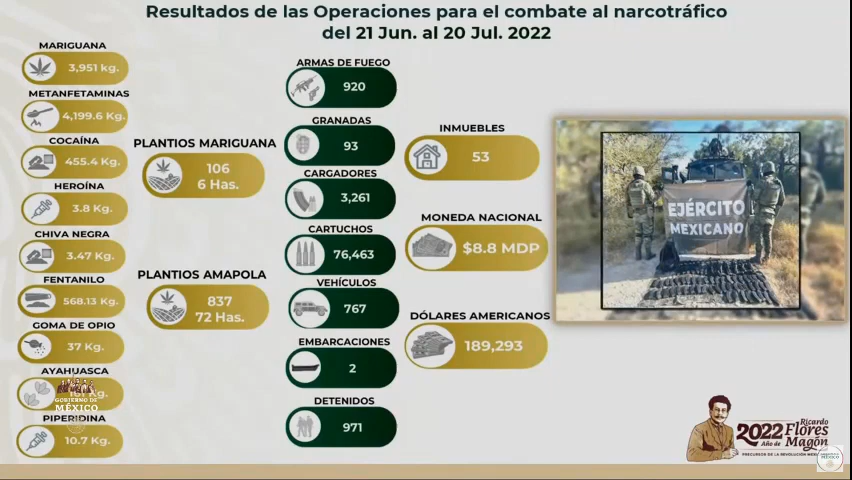 Resultados de las Operaciones para el combate al narcotráfico
del 21 Jun. al 20 Jul. 2022
MARIGUANA
3,951 kg.
METANFETAMINAS
4,199.6 Kg.
COCAÍNA
455.4 Kg.
HEROÍNA
3.8 Kg.
CHIVA NEGRA
3.47 Kg.
FENTANILO
568.13 Kg.
GOMA DE OPIO
37 Kg.
AYAHUASCA
GOBIERNO DE
MÉXICO
PIPERIDINA
10.7 Kg.
PLANTIOS MARIGUANA
106
6 Has.
PLANTIOS AMAPOLA
837
72 Has.
ARMAS DE FUEGO
920
GRANADAS
93
CARGADORES
3,261
CARTUCHOS
76,463
VEHÍCULOS
767
EMBARCACIONES
2
DETENIDOS
971
INMUEBLES
53
MONEDA NACIONAL
$8.8 MDP
DÓLARES AMERICANOS
189,293
EJÉRCITO
MEXICANO
2022 Ricardo
Año de Flores
Magón
PRECURSOR DE LA REVOLUCIÓN